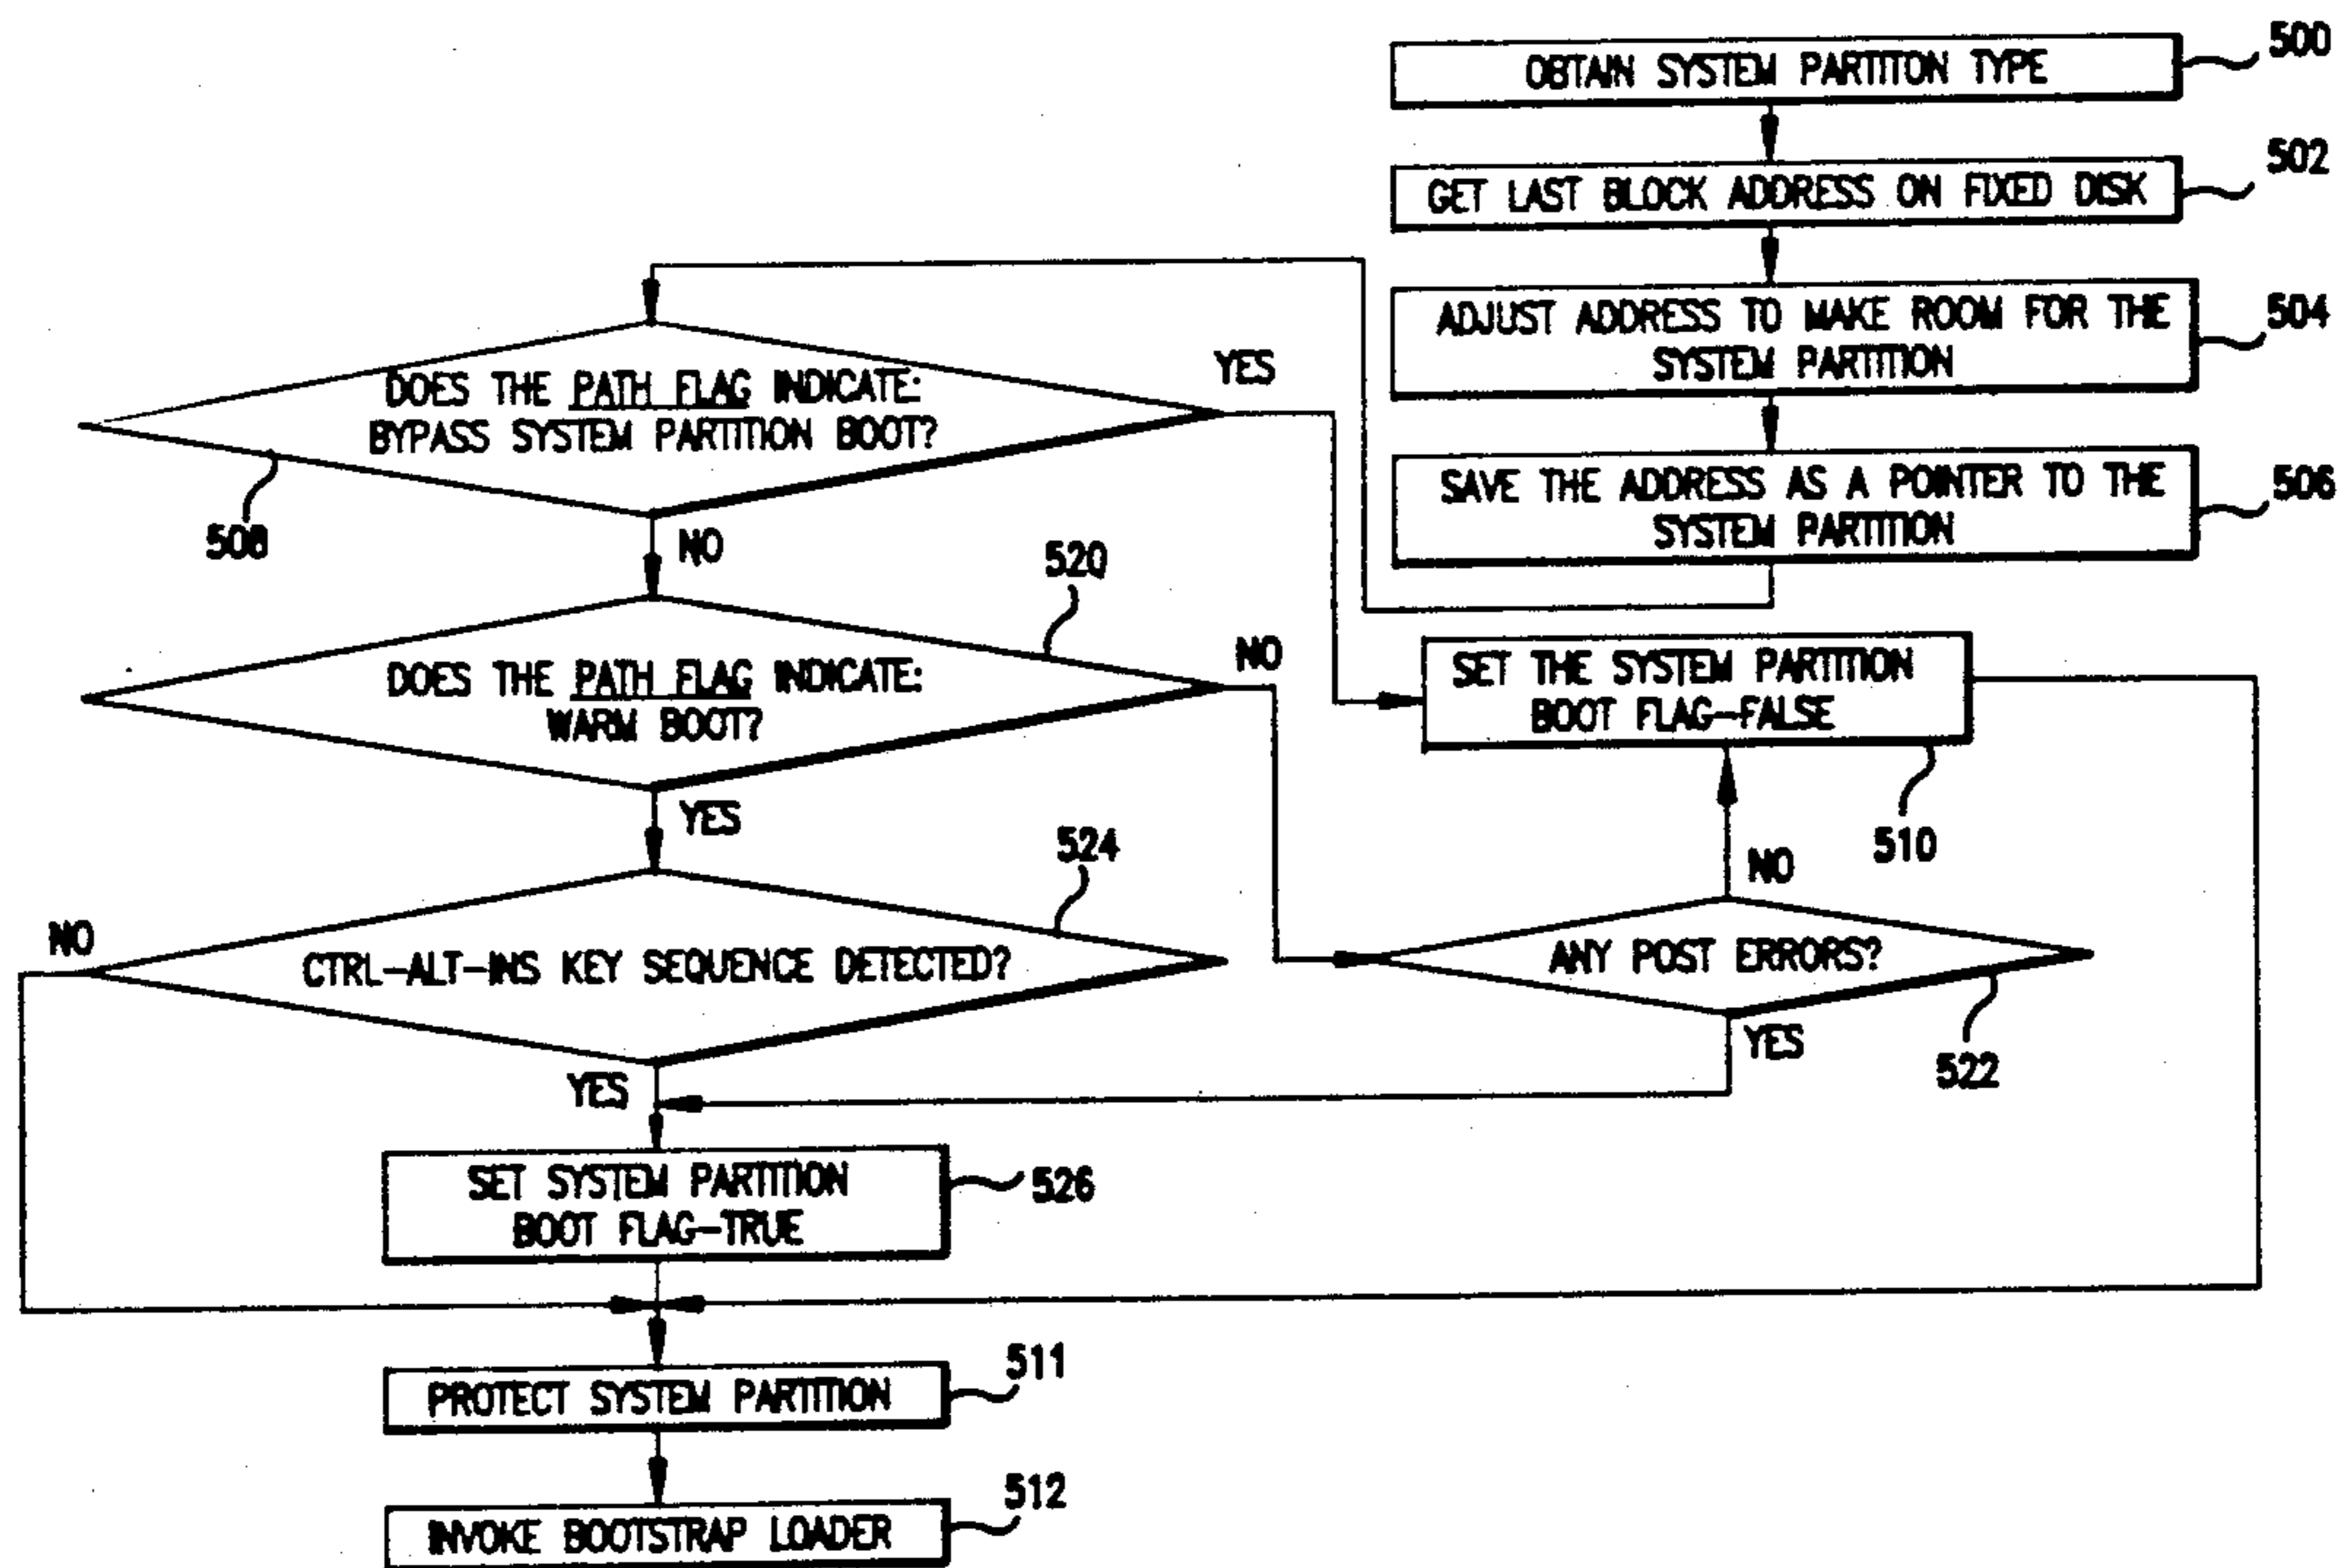 OBTAIN SYSTEM PARTITON TYPE
500
GET LAST BLOCK ADDRESS ON FIXED DISK
502
ADJUST ADDRESS TO MAKE ROOM FOR THE
SYSTEM PARTITION
504
SAVE THE ADDRESS AS A POINTER TO THE
SYSTEM PARTITION
506
DOES THE PATH FLAG INDICATE:
BYPASS SYSTEM PARTITION BOOT?
YES
508
NO
520
DOES THE PATH FLAG INDICATE:
WARM BOOT?
NO
YES
SET THE SYSTEM PARTITION
BOOT FLAG-FALSE
510
NO
524
CTRL-ALT-INS KEY SEQUENCE DETECTED?
NO
YES
ANY POST ERRORS?
YES
522
SET SYSTEM PARTITION
BOOT FLAG-TRUE
526
PROTECT SYSTEM PARTITION
511
INVOKE BOOTSTRAP LOADER
512